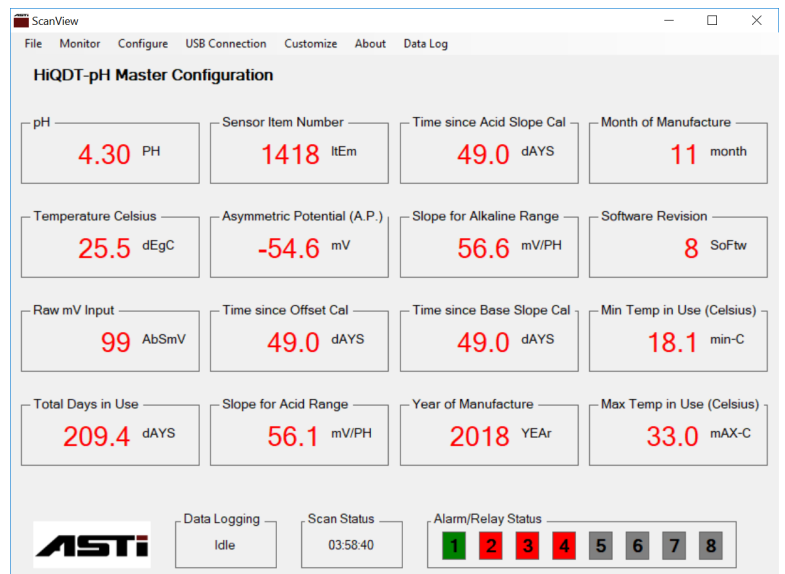 ScanView
File Monitor Configure USB Connection Customize About Data Log
HiQDT-pH Master Configuration
pH
4.30 PH
Sensor Item Number
1418 ItEm
Time since Acid Slope Cal
49.0 dAYS
Month of Manufacture
11 month
Temperature Celsius
25.5 dEgC
Asymmetric Potential (A.P.)
-54.6 mV
Slope for Alkaline Range
56.6 mV/PH
Software Revision
8 SoFtw
Raw mV Input
99 AbSmV
Time since Offset Cal
49.0 dAYS
Time since Base Slope Cal
49.0 dAYS
Min Temp in Use (Celsius)
18.1 min-C
Total Days in Use
209.4 dAYS
Slope for Acid Range
56.1 mV/PH
Year of Manufacture
2018 YEAr
Max Temp in Use (Celsius)
33.0 mAX-C
ASTi
Data Logging
Idle
Scan Status
03:58:40
Alarm/Relay Status
1 2 3 4 5 6 7 8